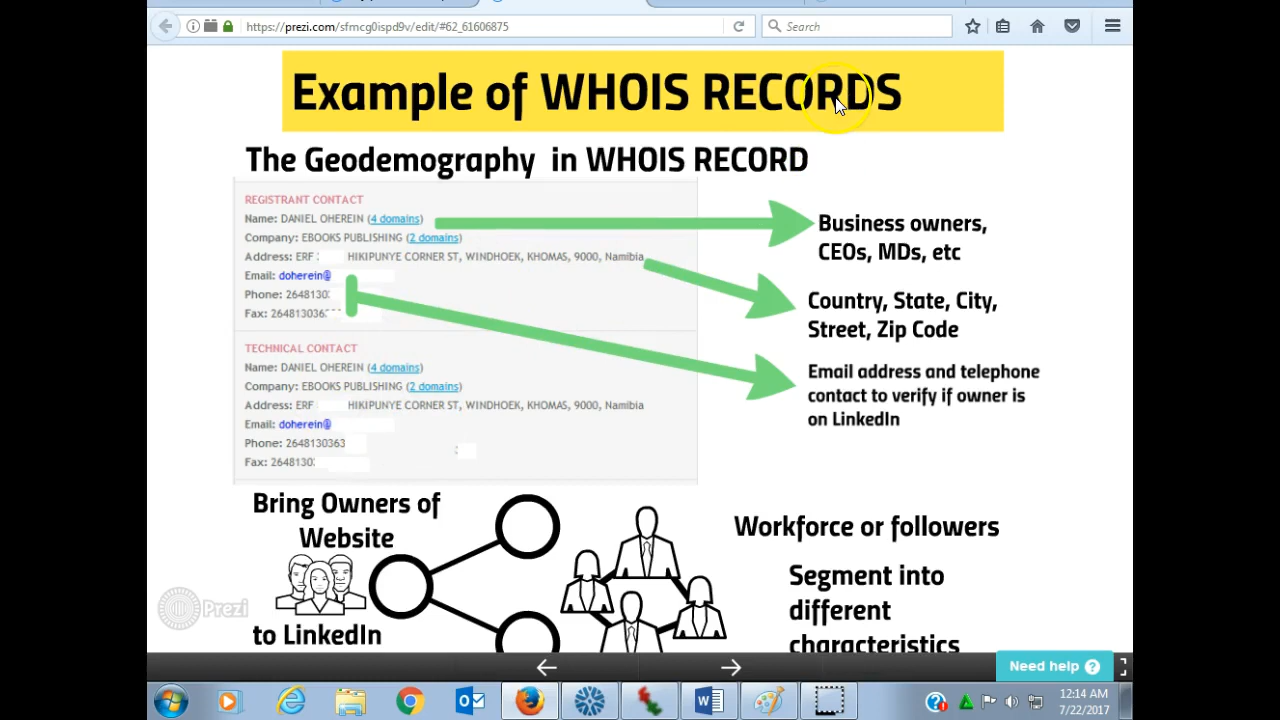 https://prezi.com/sfmcg0ispd9v/edit/#62_61606875
Search
Example of WHOIS RECORDS
The Geodemography in WHOIS RECORD
REGISTRANT CONTACT
Name: DANIEL OHEREIN (4 domains)
Company: EBOOKS PUBLISHING (2 domains)
Address: ERF HIKIPUNYE CORNER ST, WINDHOEK, KHOMAS, 9000, Namibia
Email: doherein@
Phone: 2648130
Fax: 264813036
Business owners,
CEOs, MDs, etc
Country, State, City,
Street, Zip Code
Email address and telephone
contact to verify if owner is
on LinkedIn
TECHNICAL CONTACT
Name: DANIEL OHEREIN (4 domains)
Company: EBOOKS PUBLISHING (2 domains)
Address: ERF HIKIPUNYE CORNER ST, WINDHOEK, KHOMAS, 9000, Namibia
Email: doherein@
Phone: 2648130363
Fax: 264813
Bring Owners of
Website
to LinkedIn
Workforce or followers
Segment into
different
characteristics
Prezi
Need help ?
12:14 AM
7/22/2017